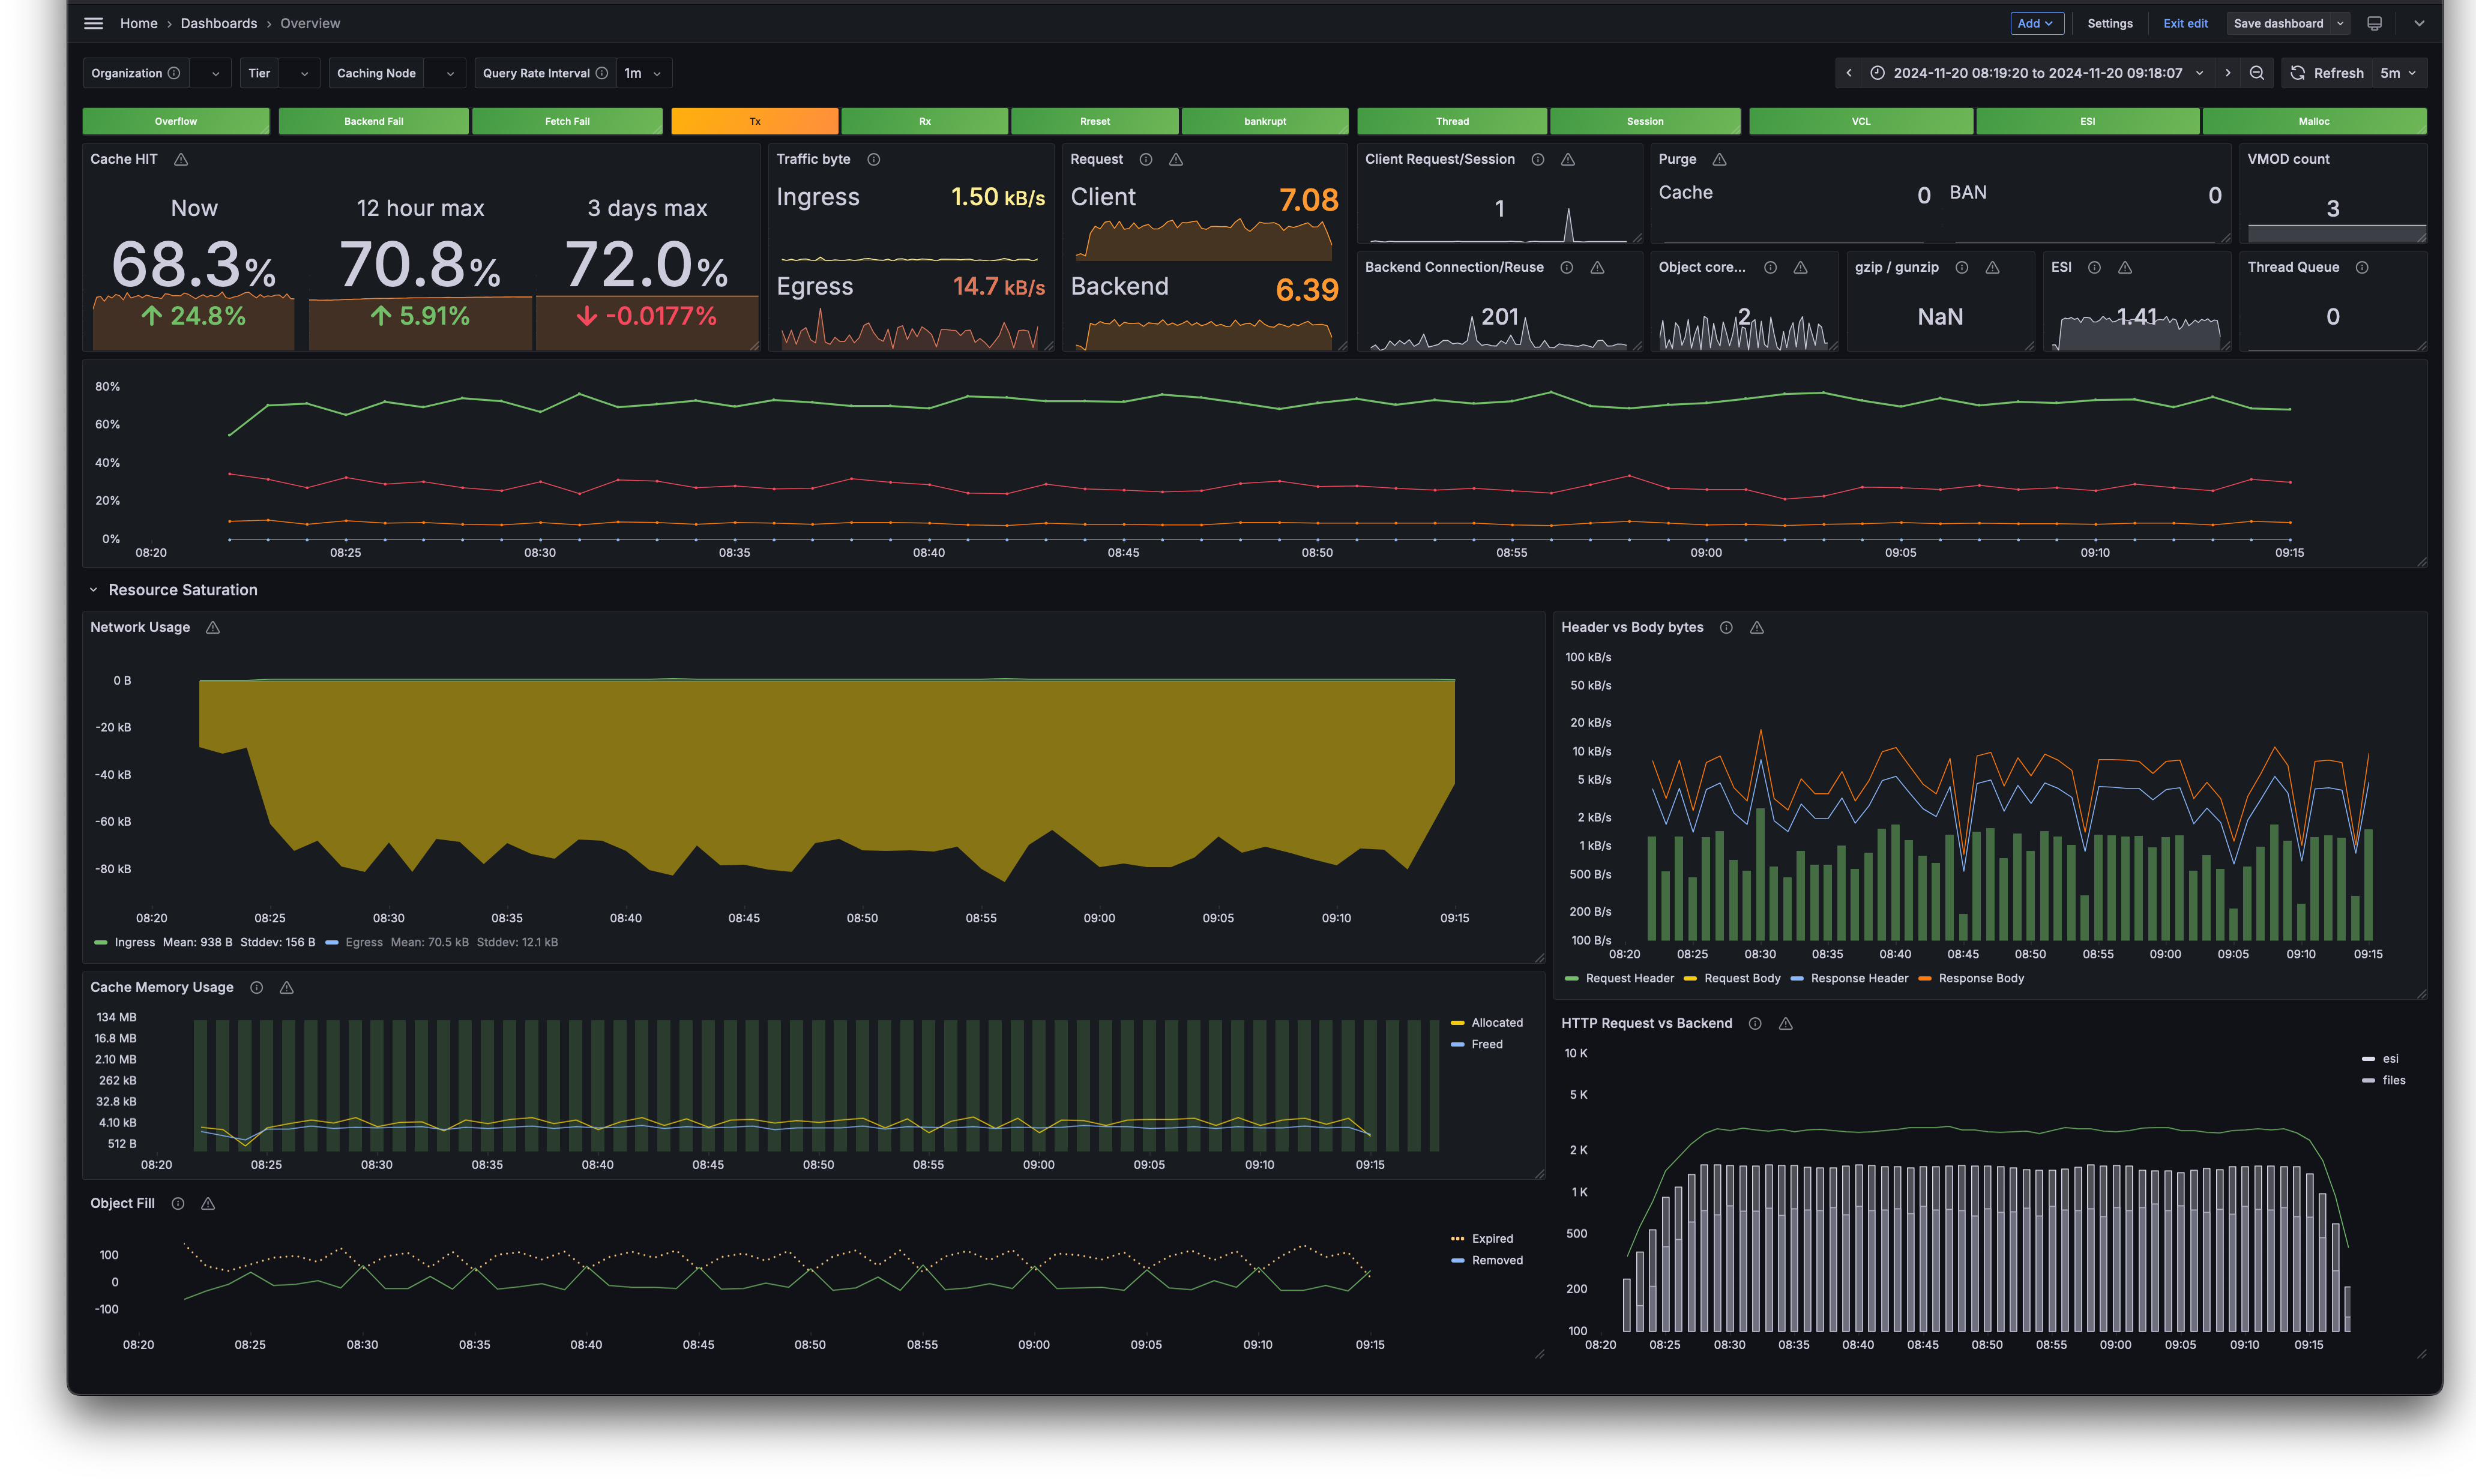 Home › Dashboards › Overview
Add Settings Exit edit Save dashboard
Organization Tier Caching Node Query Rate Interval 1m
2024-11-20 08:19:20 to 2024-11-20 09:18:07 Refresh 5m
Overflow Backend Fail Fetch Fail Tx Rx Rreset bankrupt Thread Session VCL ESI Malloc
Cache HIT
Now 12 hour max 3 days max
68.3% 70.8% 72.0%
24.8% 5.91% -0.0177%
Traffic byte
Ingress 1.50 kB/s
Egress 14.7 kB/s
Request
Client 7.08
Backend 6.39
Client Request/Session
1
Purge
Cache 0 BAN 0
VMOD count
3
Backend Connection/Reuse
201
Object core...
2
gzip / gunzip
NaN
ESI
1.41
Thread Queue
0
80%
60%
40%
20%
0%
08:20 08:25 08:30 08:35 08:40 08:45 08:50 08:55 09:00 09:05 09:10 09:15
Resource Saturation
Network Usage
0 B
-20 kB
-40 kB
-60 kB
-80 kB
08:20 08:25 08:30 08:35 08:40 08:45 08:50 08:55 09:00 09:05 09:10 09:15
Ingress Mean: 938 B Stddev: 156 B Egress Mean: 70.5 kB Stddev: 12.1 kB
Header vs Body bytes
100 kB/s
50 kB/s
20 kB/s
10 kB/s
5 kB/s
2 kB/s
1 kB/s
500 B/s
200 B/s
100 B/s
08:20 08:25 08:30 08:35 08:40 08:45 08:50 08:55 09:00 09:05 09:10 09:15
Request Header Request Body Response Header Response Body
Cache Memory Usage
134 MB
16.8 MB
2.10 MB
262 kB
32.8 kB
4.10 kB
512 B
08:20 08:25 08:30 08:35 08:40 08:45 08:50 08:55 09:00 09:05 09:10 09:15
Allocated
Freed
HTTP Request vs Backend
10 K
5 K
2 K
1 K
500
200
100
08:20 08:25 08:30 08:35 08:40 08:45 08:50 08:55 09:00 09:05 09:10 09:15
esi
files
Object Fill
100
0
-100
08:20 08:25 08:30 08:35 08:40 08:45 08:50 08:55 09:00 09:05 09:10 09:15
Expired
Removed